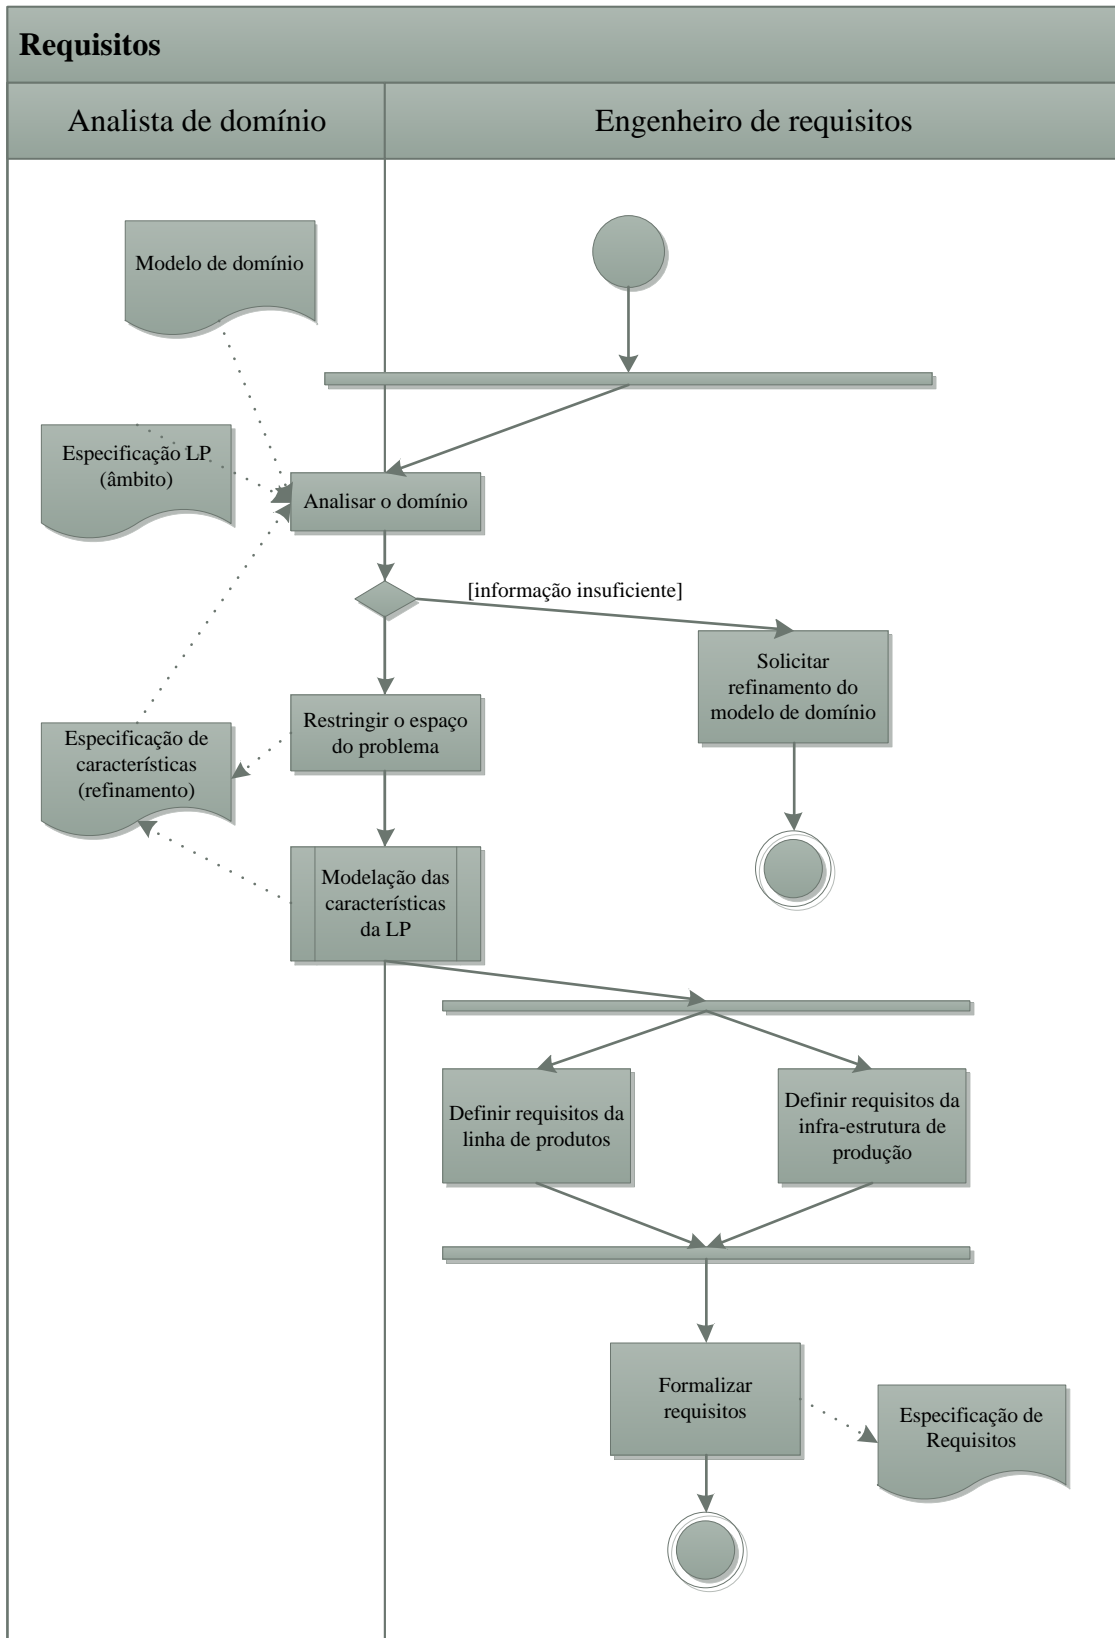 Requisitos
Analista de domínio
Engenheiro de requisitos
Modelo de domínio
Especificação LP
(âmbito)
Analisar o domínio
[informação insuficiente]
Solicitar
refinamento do
modelo de domínio
Restringir o espaço
do problema
Especificação de
características
(refinamento)
Modelação das
características
da LP
Definir requisitos da
linha de produtos
Definir requisitos da
infra-estrutura de
produção
Formalizar
requisitos
Especificação de
Requisitos